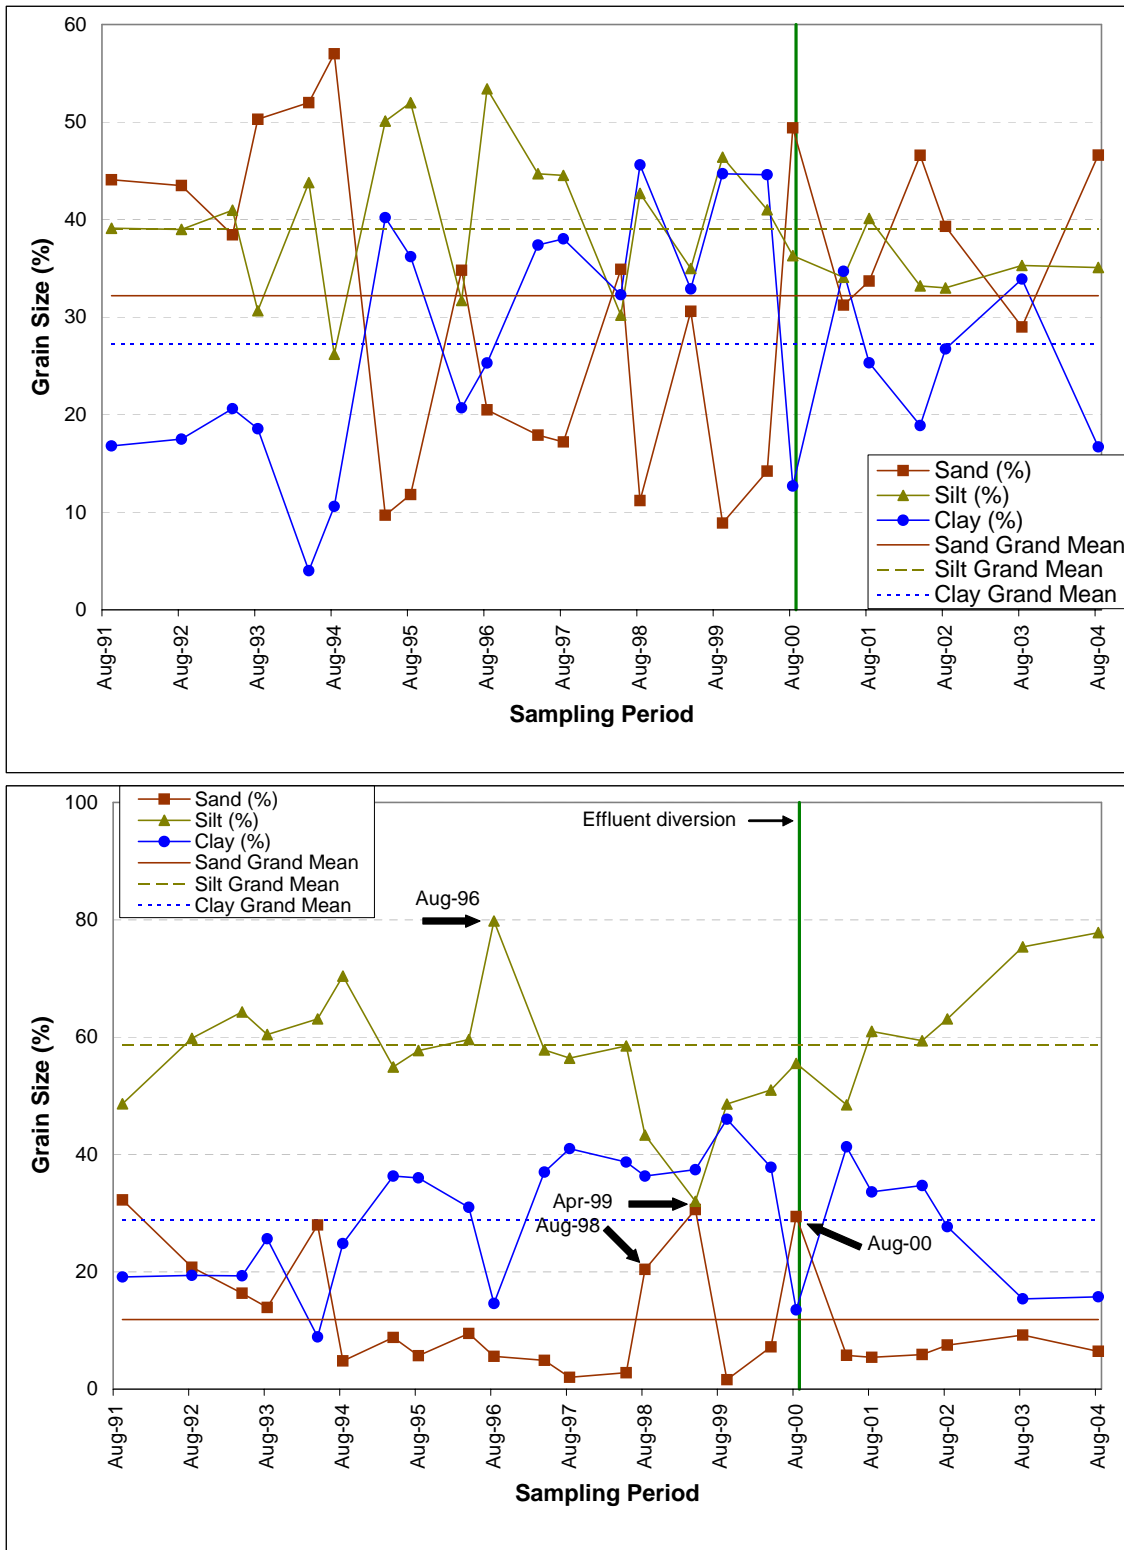 60
50
40
30
20
10
0
Grain Size (%)
Sand (%)
Silt (%)
Clay (%)
Sand Grand Mean
Silt Grand Mean
Clay Grand Mean
Aug-91
Aug-92
Aug-93
Aug-94
Aug-95
Aug-96
Aug-97
Aug-98
Aug-99
Aug-00
Aug-01
Aug-02
Aug-03
Aug-04
Sampling Period
Sand (%)
Silt (%)
Clay (%)
Sand Grand Mean
Silt Grand Mean
Clay Grand Mean
100
80
60
40
20
0
Grain Size (%)
Effluent diversion
Aug-96
Apr-99
Aug-98
Aug-00
Aug-91
Aug-92
Aug-93
Aug-94
Aug-95
Aug-96
Aug-97
Aug-98
Aug-99
Aug-00
Aug-01
Aug-02
Aug-03
Aug-04
Sampling Period